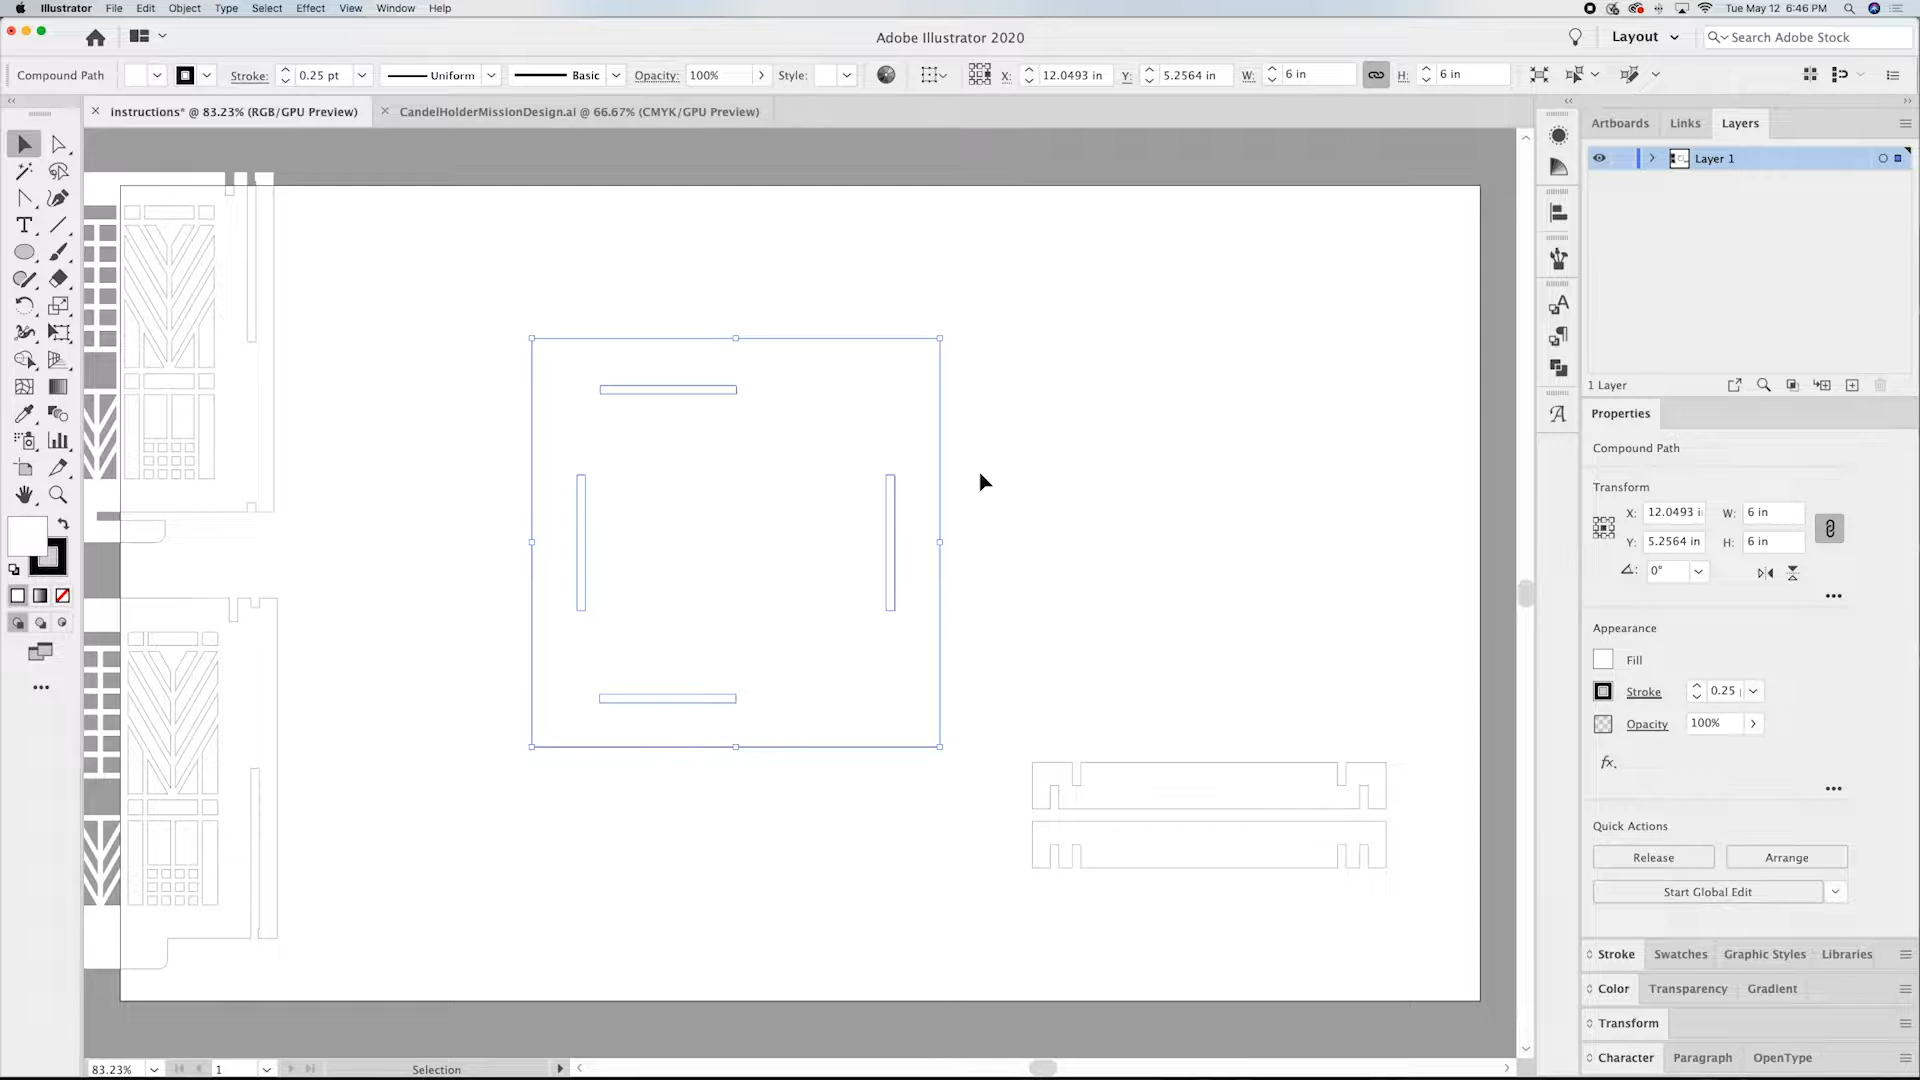 Illustrator File Edit Object Type Select Effect View Window Help
Tue May 12 6:46 PM
Adobe Illustrator 2020
Layout
Search Adobe Stock
Compound Path
Stroke: 0.25 pt
Uniform
Basic
Opacity: 100%
Style:
X: 12.0493 in
Y: 5.2564 in
W: 6 in
H: 6 in
instructions* @ 83.23% (RGB/GPU Preview)
CandelHolderMissionDesign.ai @ 66.67% (CMYK/GPU Preview)
Artboards Links Layers
Layer 1
1 Layer
Properties
Compound Path
Transform
X: 12.0493 i W: 6 in
Y: 5.2564 in H: 6 in
0°
Appearance
Fill
Stroke 0.25
Opacity 100%
fx.
Quick Actions
Release Arrange
Start Global Edit
Stroke Swatches Graphic Styles Libraries
Color Transparency Gradient
Transform
Character Paragraph OpenType
83.23% 1 Selection